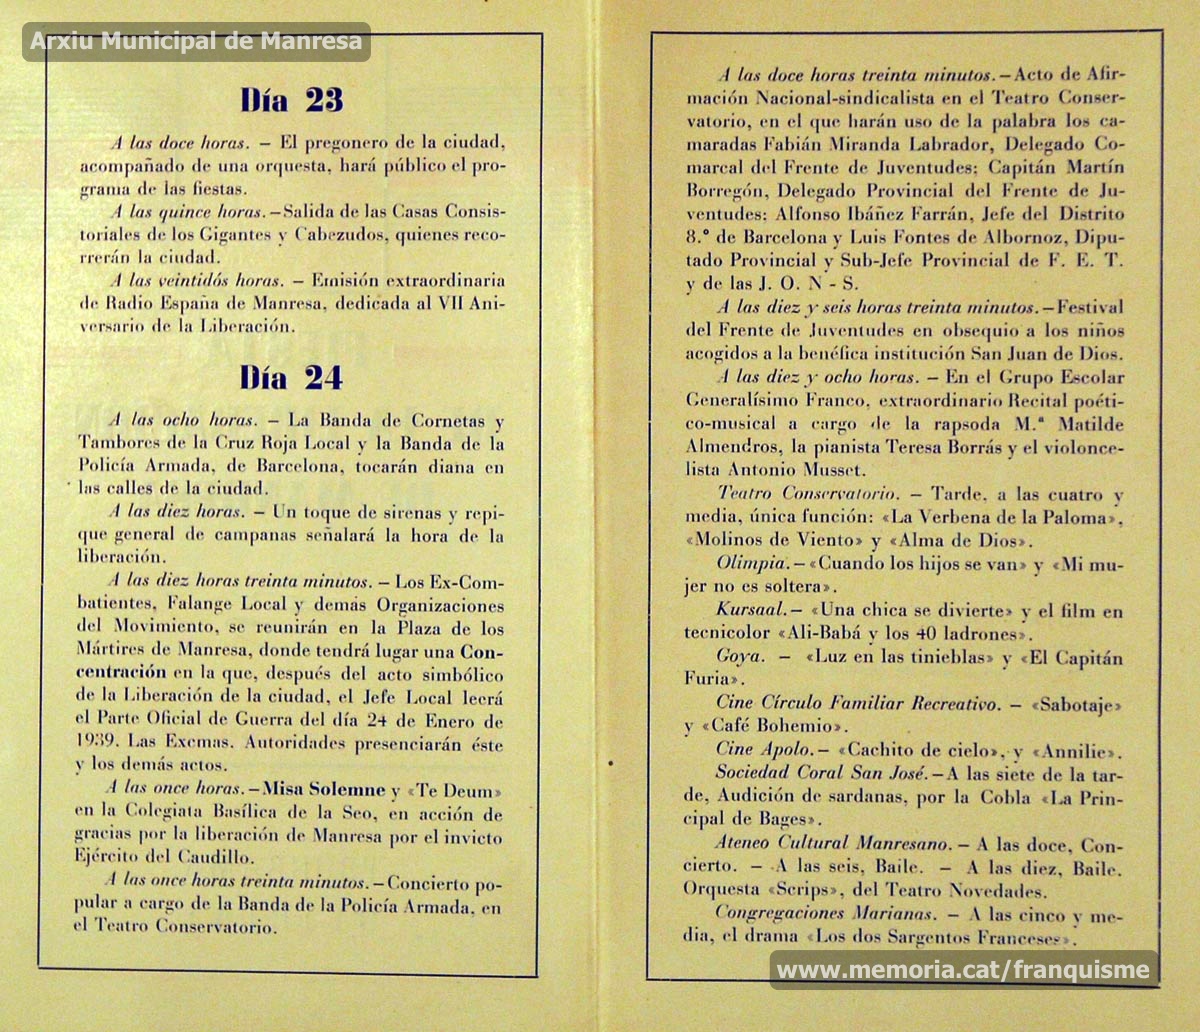 Arxiu Municipal de Manresa
Día 23
A las doce horas. — El pregonero de la ciudad,
acompañado de una orquesta, hará público el pro-
grama de las fiestas.
A las quince horas.—Salida de las Casas Consis-
toriales de los Gigantes y Cabezudos, quienes reco-
rrerán la ciudad.
A las veintidós horas. — Emisión extraordinaria
de Radio España de Manresa, dedicada al VII Ani-
versario de la Liberación.
Día 24
A las ocho horas. — La Banda de Cornetas y
Tambores de la Cruz Roja Local y la Banda de la
Policía Armada, de Barcelona, tocarán diana en
las calles de la ciudad.
A las diez horas. — Un toque de sirenas y repi-
que general de campanas señalará la hora de la
liberación.
A las diez horas treinta minutos. — Los Ex-Com-
batientes, Falange Local y demás Organizaciones
del Movimiento, se reunirán en la Plaza de los
Mártires de Manresa, donde tendrá lugar una Con-
centración en la que, después del acto simbólico
de la Liberación de la ciudad, el Jefe Local leerá
el Parte Oficial de Guerra del día 24 de Enero de
1939. Las Excmas. Autoridades presenciarán éste
y los demás actos.
A las once horas.—Misa Solemne y «Te Deum»
en la Colegiata Basílica de la Seo, en acción de
gracias por la liberación de Manresa por el invicto
Ejército del Caudillo.
A las once horas treinta minutos.—Concierto po-
pular a cargo de la Banda de la Policía Armada, en
el Teatro Conservatorio.
A las doce horas treinta minutos.—Acto de Afir-
mación Nacional-sindicalista en el Teatro Conser-
vatorio, en el que harán uso de la palabra los ca-
maradas Fabián Miranda Labrador, Delegado Co-
marcal del Frente de Juventudes; Capitán Martín
Borregón, Delegado Provincial del Frente de Ju-
ventudes; Alfonso Ibáñez Farrán, Jefe del Distrito
8.º de Barcelona y Luis Fontes de Albornoz, Dipu-
tado Provincial y Sub-Jefe Provincial de F. E. T.
y de las J. O. N - S.
A las diez y seis horas treinta minutos.—Festival
del Frente de Juventudes en obsequio a los niños
acogidos a la benéfica institución San Juan de Dios.
A las diez y ocho horas. — En el Grupo Escolar
Generalísimo Franco, extraordinario Recital poéti-
co-musical a cargo de la rapsoda M.ª Matilde
Almendros, la pianista Teresa Borrás y el violonce-
lista Antonio Musset.
Teatro Conservatorio. — Tarde, a las cuatro y
media, única función: «La Verbena de la Paloma»,
«Molinos de Viento» y «Alma de Dios».
Olimpia.—«Cuando los hijos se van» y «Mi mu-
jer no es soltera».
Kursaal.— «Una chica se divierte» y el film en
tecnicolor «Ali-Babá y los 40 ladrones».
Goya. — «Luz en las tinieblas» y «El Capitán
Furia».
Cine Círculo Familiar Recreativo. — «Sabotaje»
y «Café Bohemio».
Cine Apolo.— «Cachito de cielo», y «Annilie».
Sociedad Coral San José.—A las siete de la tar-
de, Audición de sardanas, por la Cobla «La Prin-
cipal de Bages».
Ateneo Cultural Manresano. — A las doce, Con-
cierto. — A las seis, Baile. — A las diez, Baile.
Orquesta «Scrips», del Teatro Novedades.
Congregaciones Marianas. — A las cinco y me-
dia, el drama «Los dos Sargentos Franceses».
www.memoria.cat/franquisme